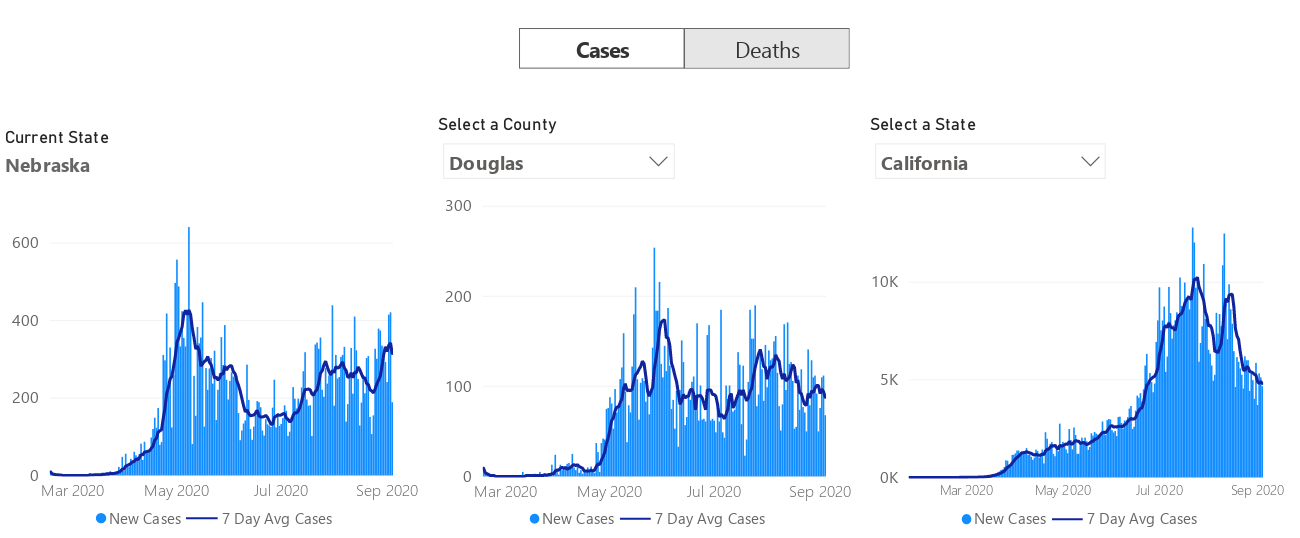 Cases
Deaths
Current State
Nebraska
600
400
200
0
Mar 2020
May 2020
Jul 2020
Sep 2020
New Cases
7 Day Avg Cases
Select a County
Douglas
300
200
100
0
Mar 2020
May 2020
Jul 2020
Sep 2020
New Cases
7 Day Avg Cases
Select a State
California
10K
5K
0K
Mar 2020
May 2020
Jul 2020
Sep 2020
New Cases
7 Day Avg Cases